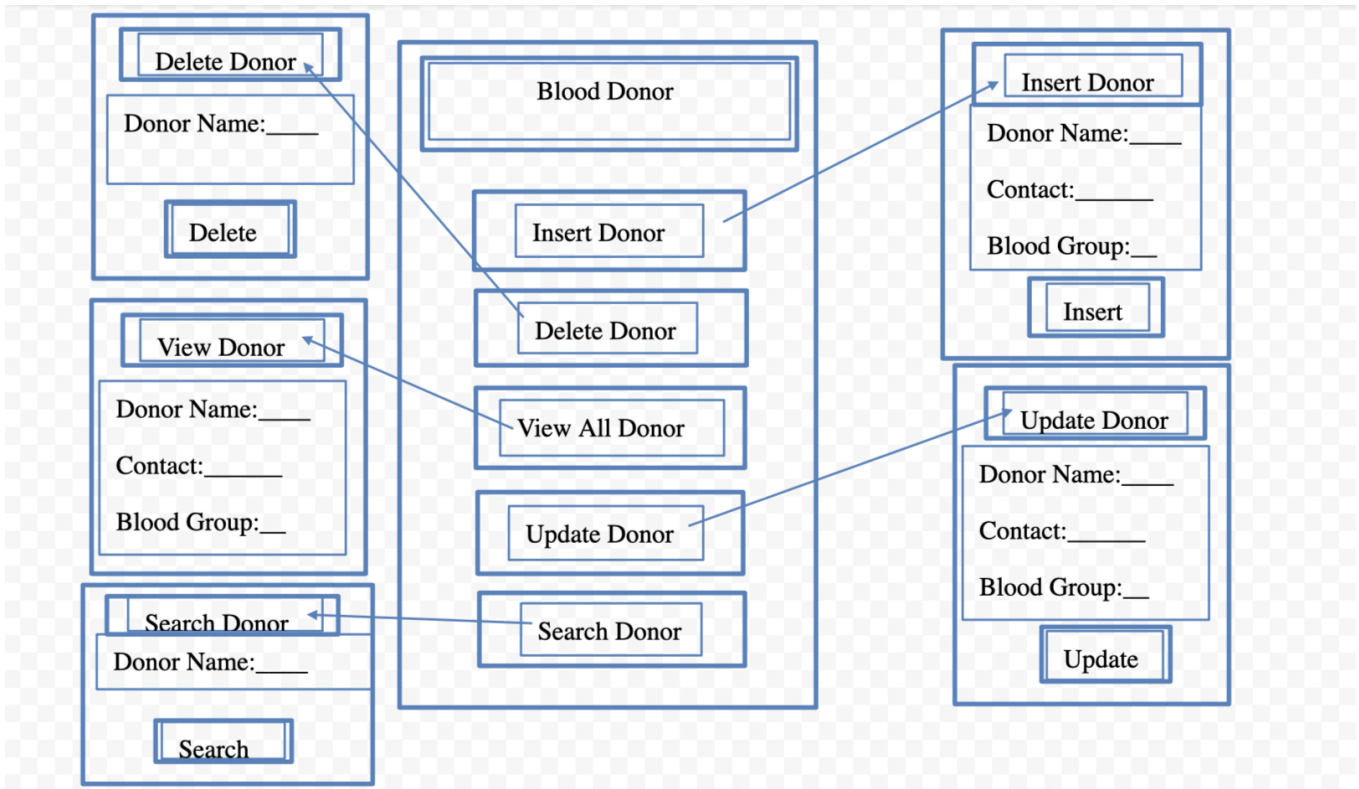 Delete Donor
Donor Name:____
Delete
View Donor
Donor Name:____
Contact:______
Blood Group:__
Search Donor
Donor Name:____
Search
Blood Donor
Insert Donor
Delete Donor
View All Donor
Update Donor
Search Donor
Insert Donor
Donor Name:____
Contact:______
Blood Group:__
Insert
Update Donor
Donor Name:____
Contact:______
Blood Group:__
Update